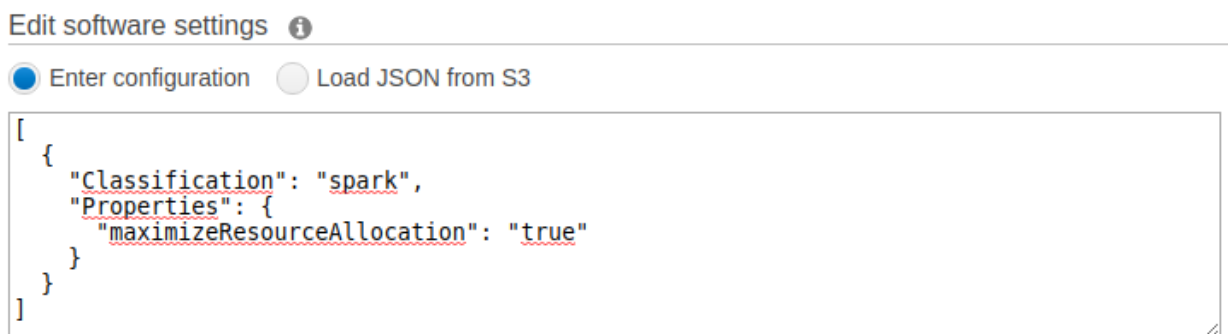 Edit software settings
Enter configuration Load JSON from S3
[
  {
    "Classification": "spark",
    "Properties": {
      "maximizeResourceAllocation": "true"
    }
  }
]